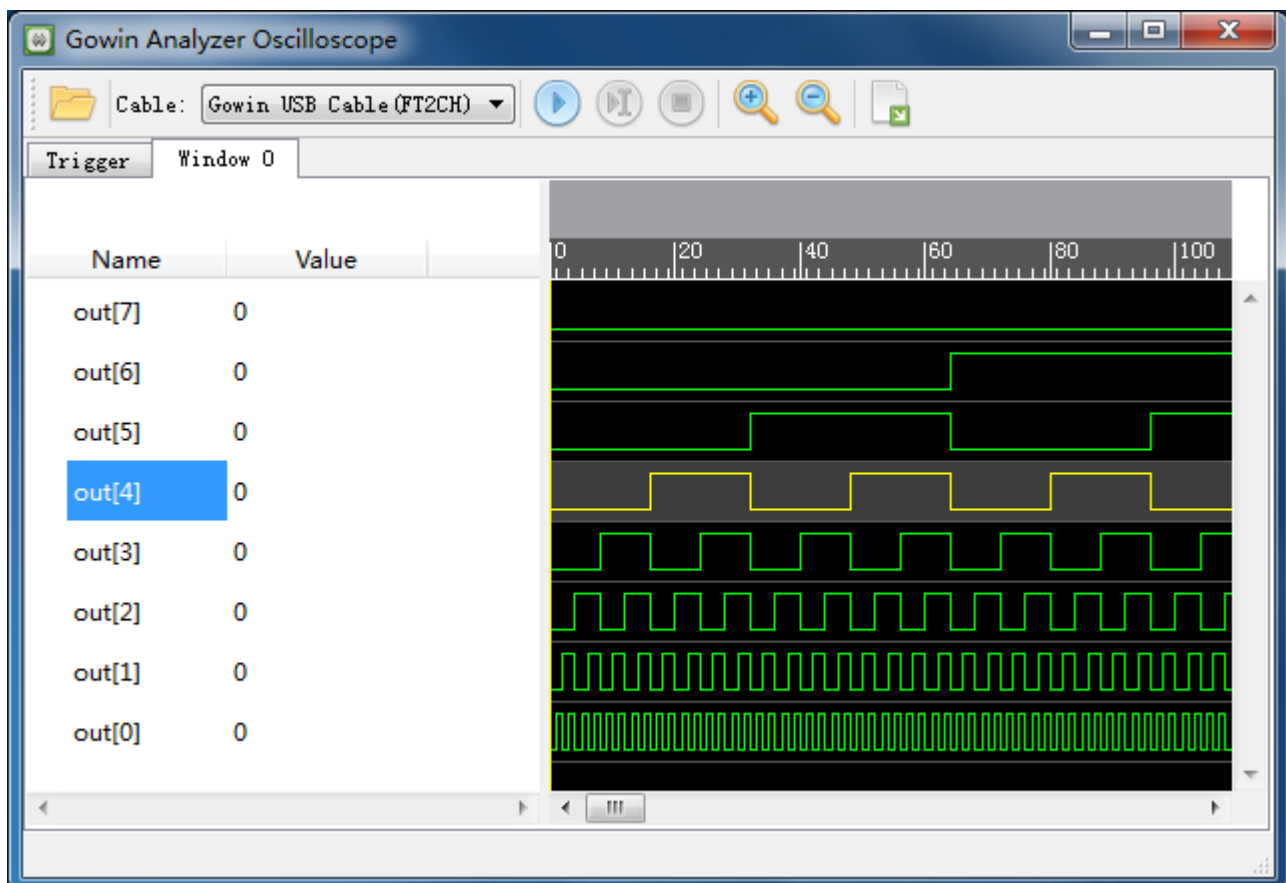 Gowin Analyzer Oscilloscope
Cable: Gowin USB Cable(FT2CH)
Trigger Window 0
Name Value 0 20 40 60 80 100
out[7] 0
out[6] 0
out[5] 0
out[4] 0
out[3] 0
out[2] 0
out[1] 0
out[0] 0